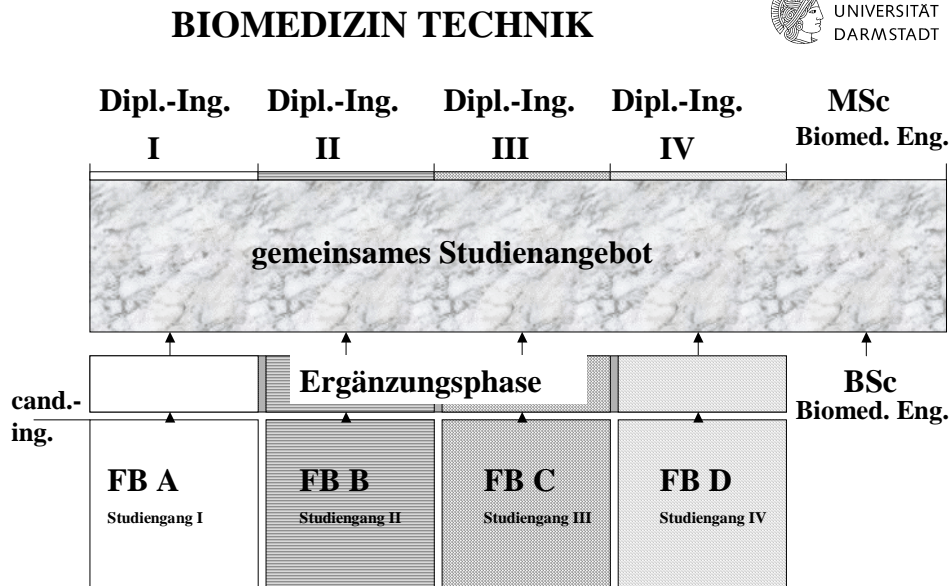 BIOMEDIZIN TECHNIK
UNIVERSITÄT
DARMSTADT
Dipl.-Ing. Dipl.-Ing. Dipl.-Ing. Dipl.-Ing. MSc
I II III IV Biomed. Eng.
gemeinsames Studienangebot
Ergänzungsphase BSc
Biomed. Eng.
cand.-
ing.
FB A FB B FB C FB D
Studiengang I Studiengang II Studiengang III Studiengang IV